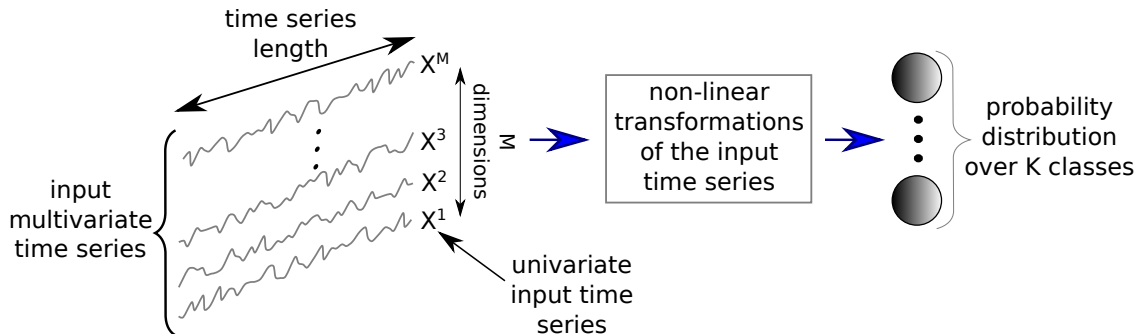 time series
length
X^M
X^3
X^2
X^1
dimensions
M
input
multivariate
time series
univariate
input time
series
non-linear
transformations
of the input
time series
probability
distribution
over K classes